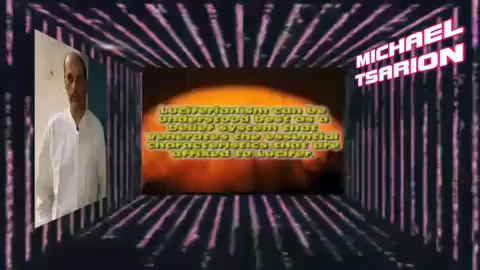 MICHAEL
TSARION
Luciferianism can be
understood best as a
belief system that
venerates the essential
characteristics that are
affixed to Lucifer.